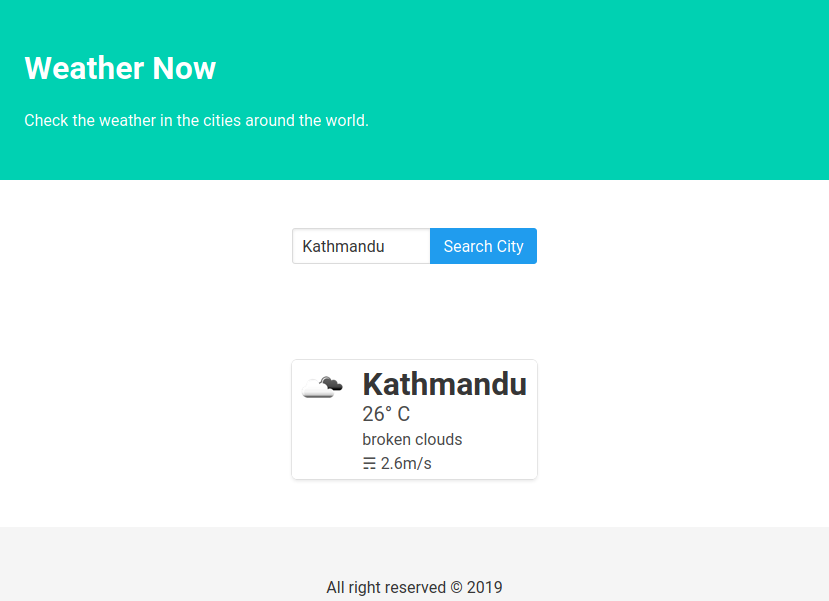 Weather Now
Check the weather in the cities around the world.
Kathmandu
Search City
Kathmandu
26° C
broken clouds
☴ 2.6m/s
All right reserved © 2019